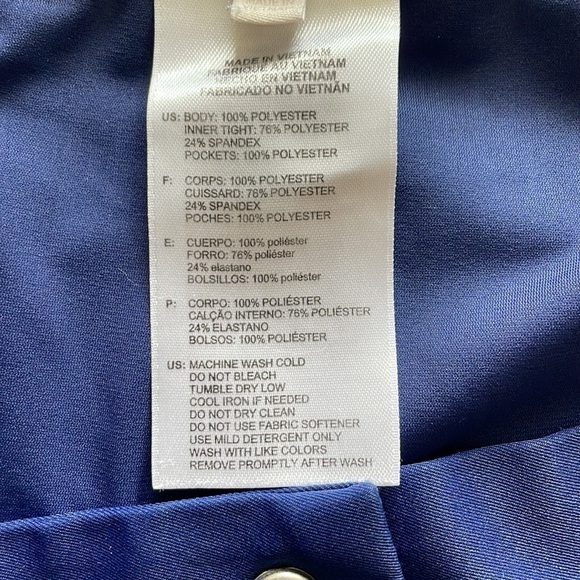 MADE IN VIETNAM
FABRIQUE AU VIETNAM
HECHO EN VIETNAM
FABRICADO NO VIETNÃN
US: BODY: 100% POLYESTER
INNER TIGHT: 76% POLYESTER
24% SPANDEX
POCKETS: 100% POLYESTER
F: CORPS: 100% POLYESTER
CUISSARD: 76% POLYESTER
24% SPANDEX
POCHES: 100% POLYESTER
E: CUERPO: 100% poliéster
FORRO: 76% poliéster
24% elastano
BOLSILLOS: 100% poliéster
P: CORPO: 100% POLIÉSTER
CALÇÃO INTERNO: 76% POLIÉSTER
24% ELASTANO
BOLSOS: 100% POLIÉSTER
US: MACHINE WASH COLD
DO NOT BLEACH
TUMBLE DRY LOW
COOL IRON IF NEEDED
DO NOT DRY CLEAN
DO NOT USE FABRIC SOFTENER
USE MILD DETERGENT ONLY
WASH WITH LIKE COLORS
REMOVE PROMPTLY AFTER WASH